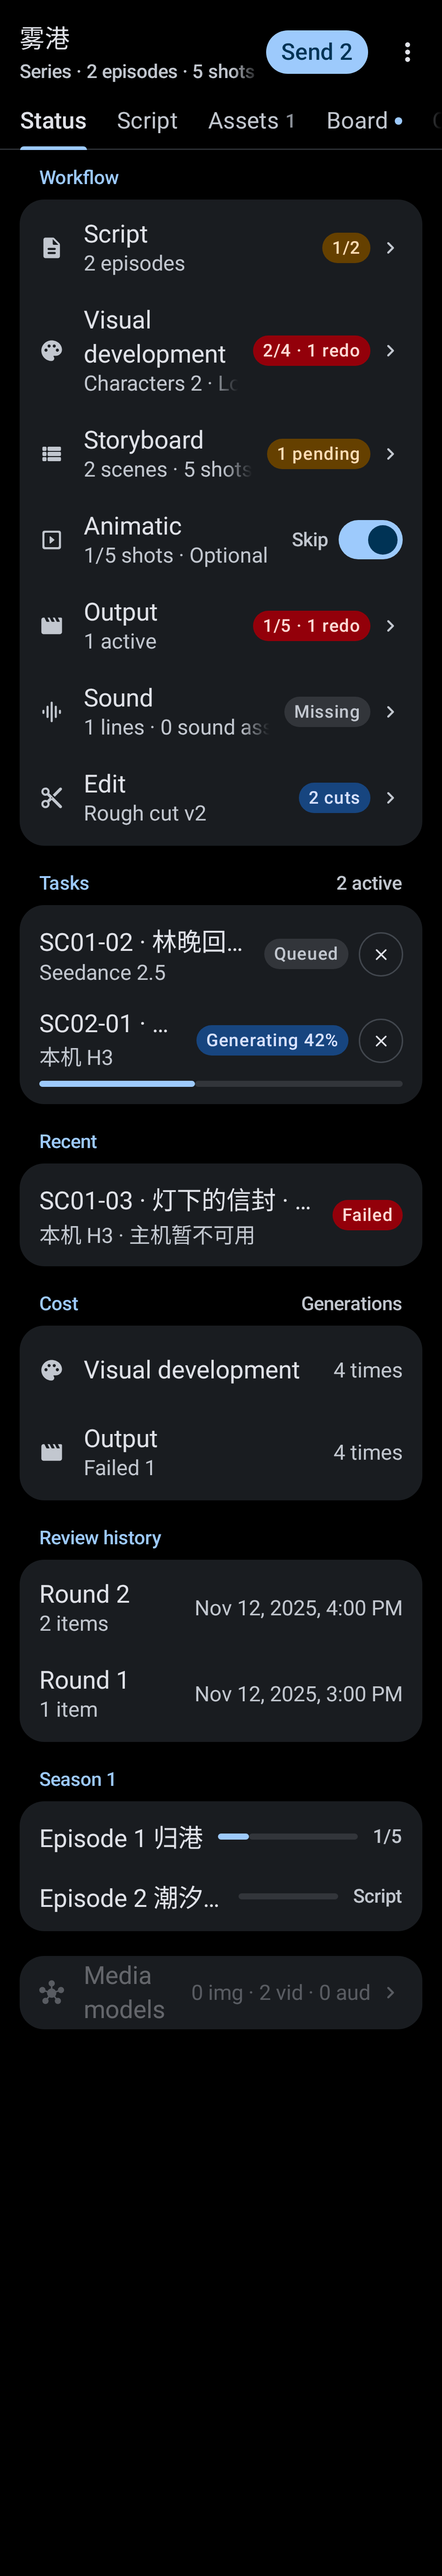 雾港
Send 2
Series · 2 episodes · 5 shots
Status
Script
Assets 1
Board
Workflow
Script
2 episodes
1/2
Visual
development
Characters 2 · Lo
2/4 · 1 redo
Storyboard
2 scenes · 5 shots
1 pending
Animatic
1/5 shots · Optional
Skip
Output
1 active
1/5 · 1 redo
Sound
1 lines · 0 sound ass
Missing
Edit
Rough cut v2
2 cuts
Tasks
2 active
SC01-02 · 林晚回...
Seedance 2.5
Queued
SC02-01 · ...
本机 H3
Generating 42%
Recent
SC01-03 · 灯下的信封 · ...
本机 H3 · 主机暂不可用
Failed
Cost
Generations
Visual development
4 times
Output
Failed 1
4 times
Review history
Round 2
2 items
Nov 12, 2025, 4:00 PM
Round 1
1 item
Nov 12, 2025, 3:00 PM
Season 1
Episode 1 归港
1/5
Episode 2 潮汐...
Script
Media
models
0 img · 2 vid · 0 aud